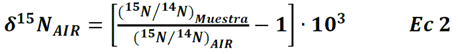 δ¹⁵N_AIR = [(¹⁵N/¹⁴N)_Muestra / (¹⁵N/¹⁴N)_AIR − 1] · 10³ Ec 2